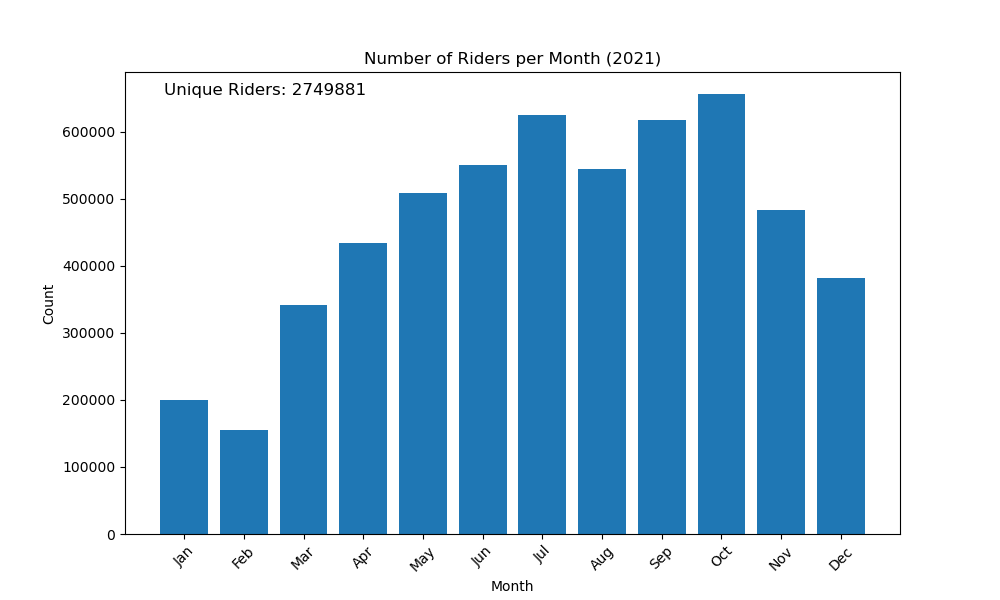 Number of Riders per Month (2021)
Unique Riders: 2749881
600000
500000
400000
300000
200000
100000
0
Count
Jan
Feb
Mar
Apr
May
Jun
Jul
Aug
Sep
Oct
Nov
Dec
Month